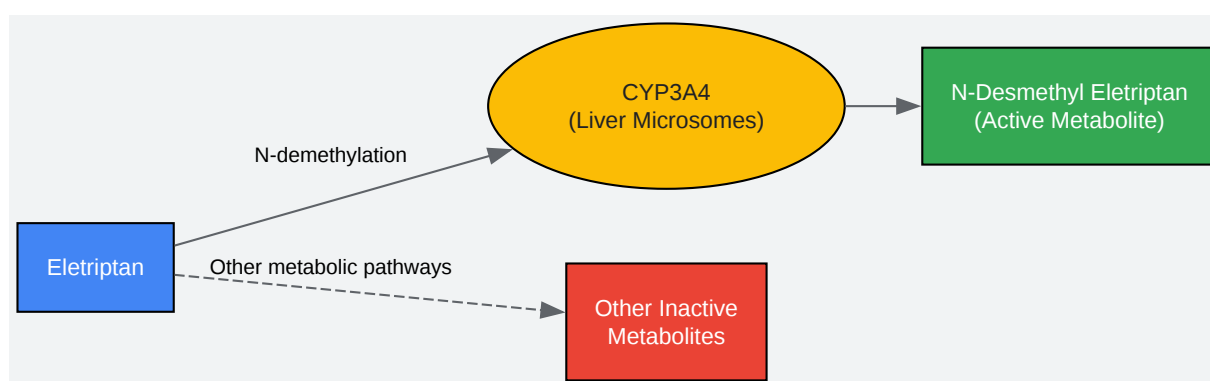 CYP3A4
(Liver Microsomes)
N-Desmethyl Eletriptan
(Active Metabolite)
N-demethylation
Eletriptan
Other metabolic pathways
Other Inactive
Metabolites